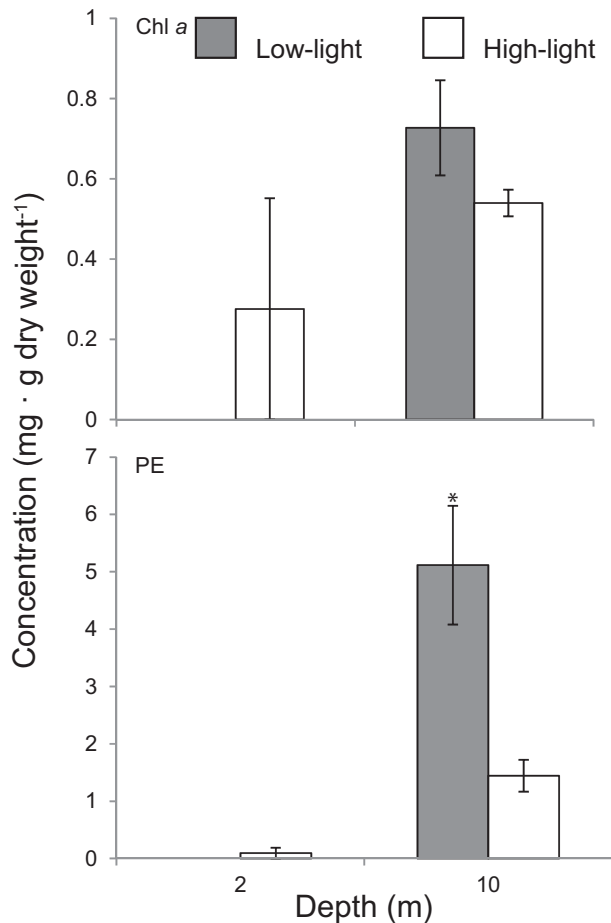 Chl a
Low-light
High-light
1
0.8
0.6
0.4
0.2
0
Concentration (mg · g dry weight⁻¹)
PE
*
7
6
5
4
3
2
1
0
2
10
Depth (m)